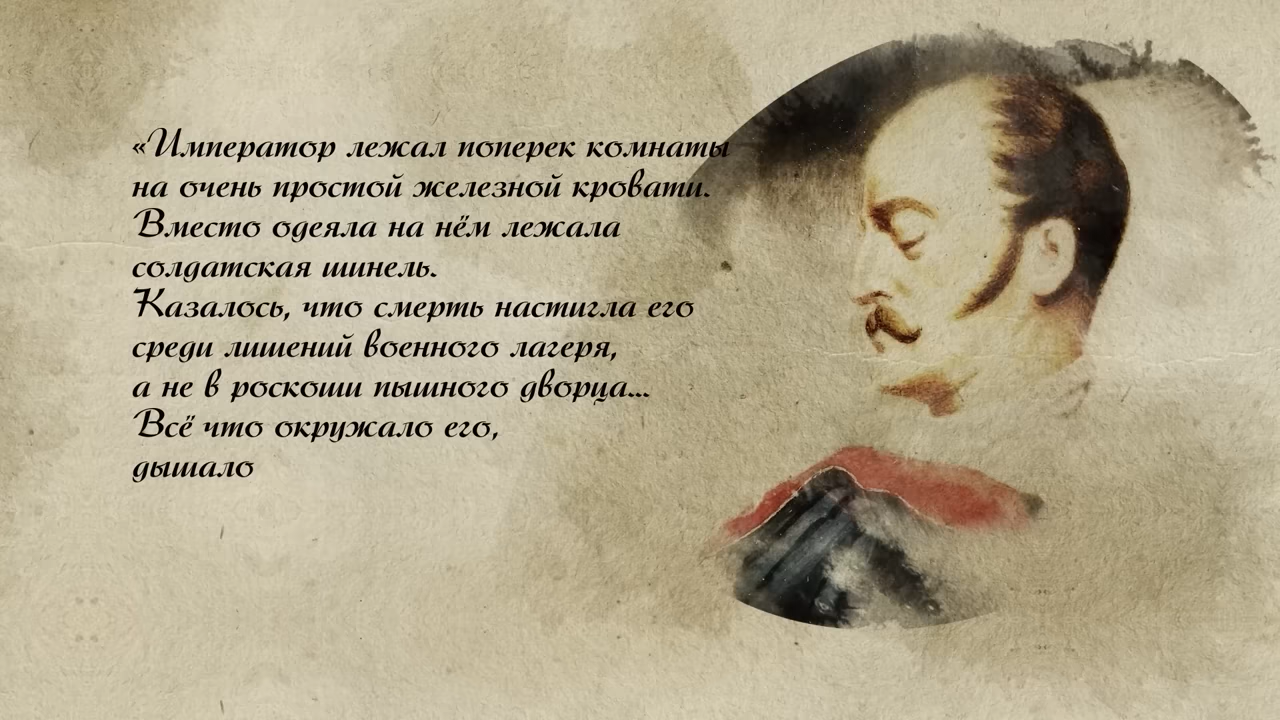 «Император лежал поперек комнаты
на очень простой железной кровати.
Вместо одеяла на нём лежала
солдатская шинель.
Казалось, что смерть настигла его
среди лишений военного лагеря,
а не в роскоши пышного дворца...
Всё что окружало его,
дышало